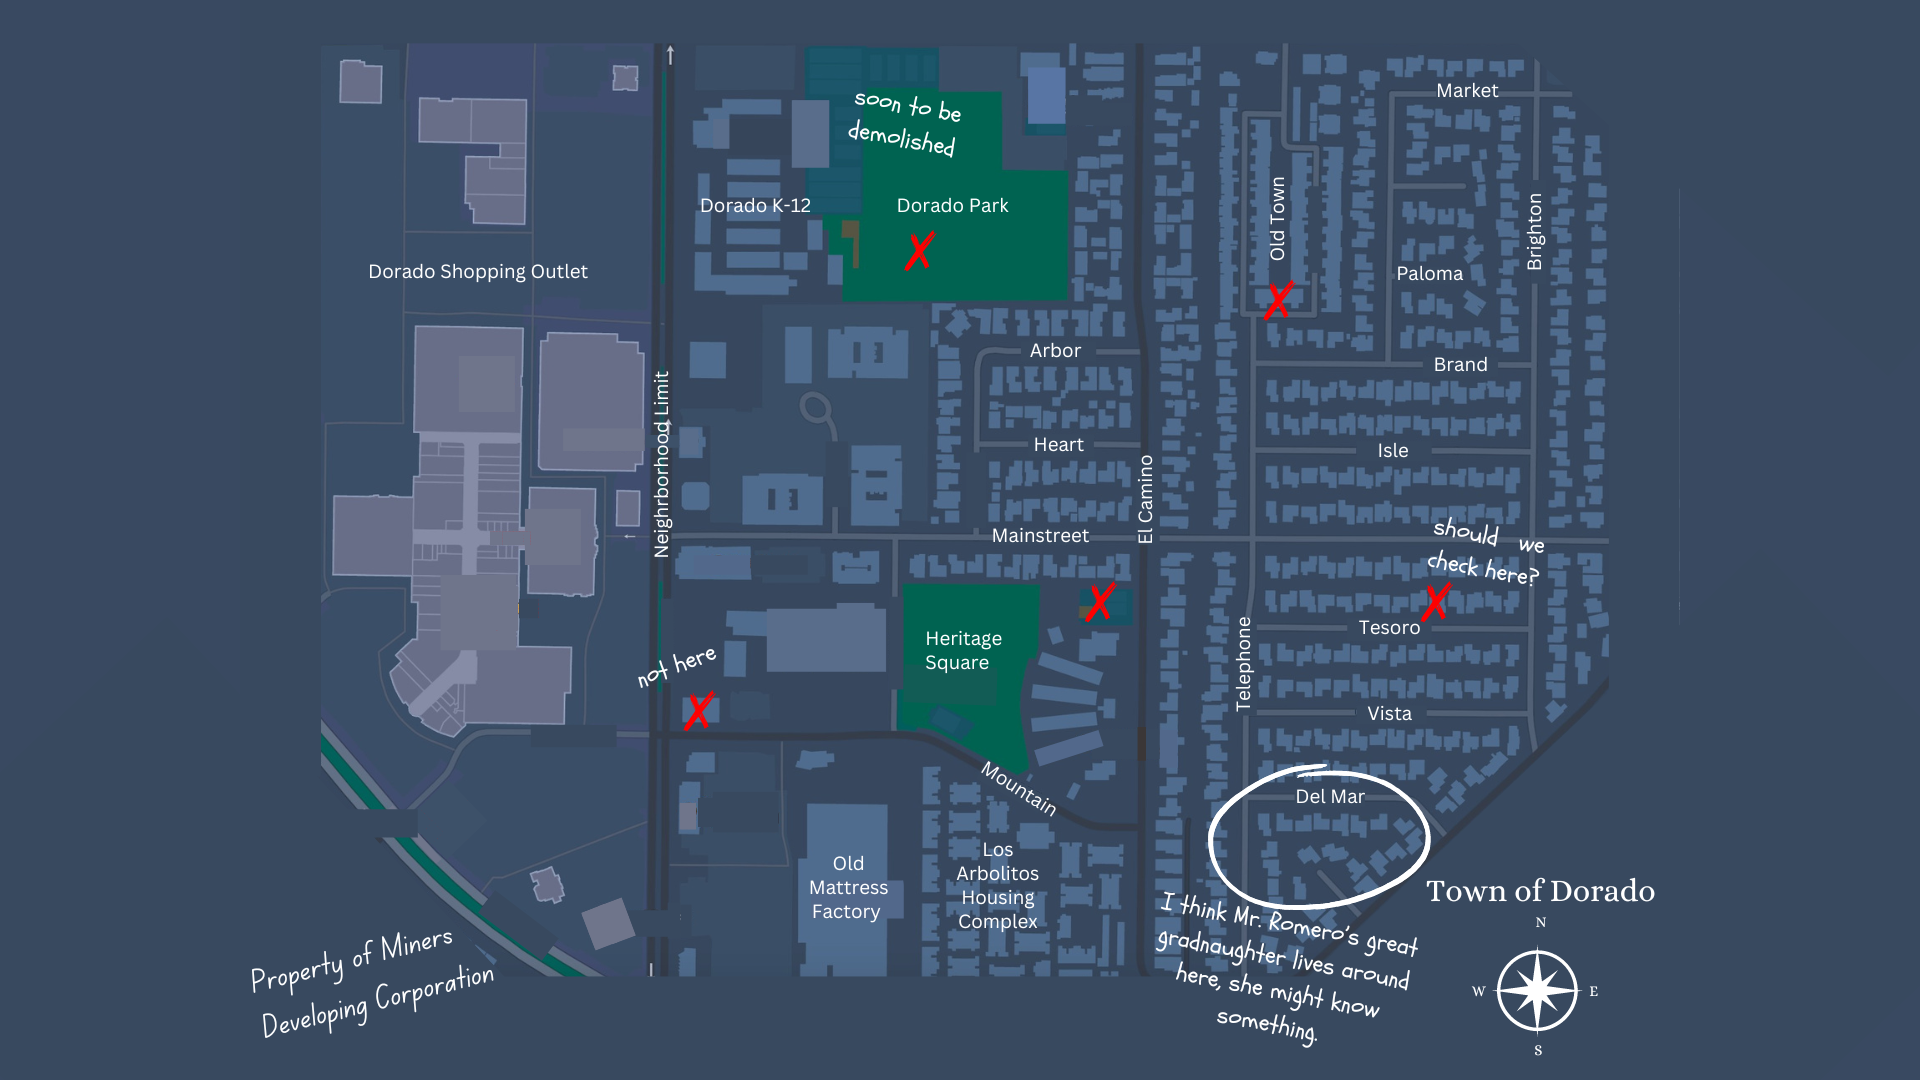 soon to be
demolished
Market
Dorado K-12
Dorado Park
Old Town
Brighton
Dorado Shopping Outlet
Paloma
Arbor
Brand
Neighrborhood Limit
Heart
Isle
El Camino
Mainstreet
should we
check here?
Heritage
Square
Tesoro
Telephone
not here
Vista
Mountain
Del Mar
Old
Mattress
Factory
Los
Arbolitos
Housing
Complex
I think Mr. Romero's great
gradnaughter lives around
here, she might know
something.
Town of Dorado
N
W
E
S
Property of Miners
Developing Corporation